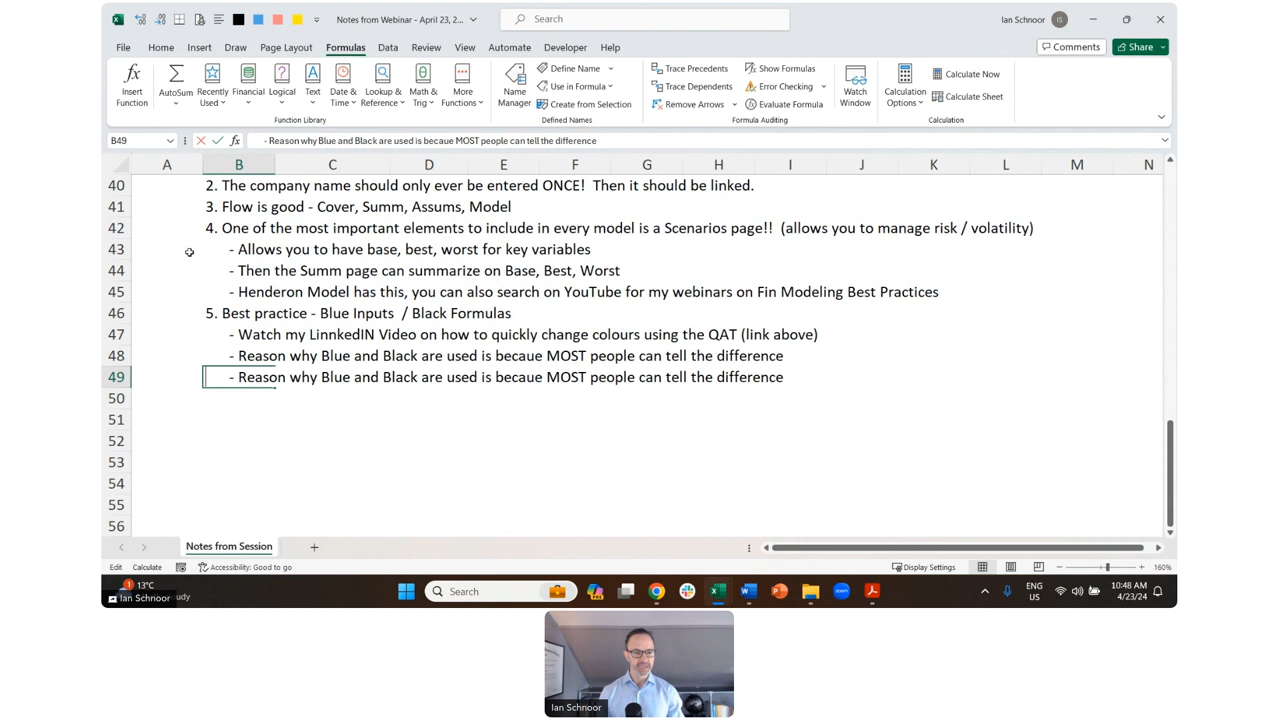 Notes from Webinar - April 23, 2...
Search
Ian Schnoor
IS
File Home Insert Draw Page Layout Formulas Data Review View Automate Developer Help
Comments
Share
Insert Function
AutoSum
Recently Used
Financial
Logical
Text
Date & Time
Lookup & Reference
Math & Trig
More Functions
Function Library
Name Manager
Define Name
Use in Formula
Create from Selection
Defined Names
Trace Precedents
Trace Dependents
Remove Arrows
Show Formulas
Error Checking
Evaluate Formula
Formula Auditing
Watch Window
Calculation Options
Calculate Now
Calculate Sheet
Calculation
B49
fx
- Reason why Blue and Black are used is becaue MOST people can tell the difference
A B C D E F G H I J K L M N
40 2. The company name should only ever be entered ONCE! Then it should be linked.
41 3. Flow is good - Cover, Summ, Assums, Model
42 4. One of the most important elements to include in every model is a Scenarios page!! (allows you to manage risk / volatility)
43 - Allows you to have base, best, worst for key variables
44 - Then the Summ page can summarize on Base, Best, Worst
45 - Henderon Model has this, you can also search on YouTube for my webinars on Fin Modeling Best Practices
46 5. Best practice - Blue Inputs / Black Formulas
47 - Watch my LinnkedIN Video on how to quickly change colours using the QAT (link above)
48 - Reason why Blue and Black are used is becaue MOST people can tell the difference
49 - Reason why Blue and Black are used is becaue MOST people can tell the difference
50
51
52
53
54
55
56
Notes from Session
Edit Calculate Accessibility: Good to go
Display Settings
160%
1
13°C
Ian Schnoor
Search
ENG
US
10:48 AM
4/23/24
Ian Schnoor